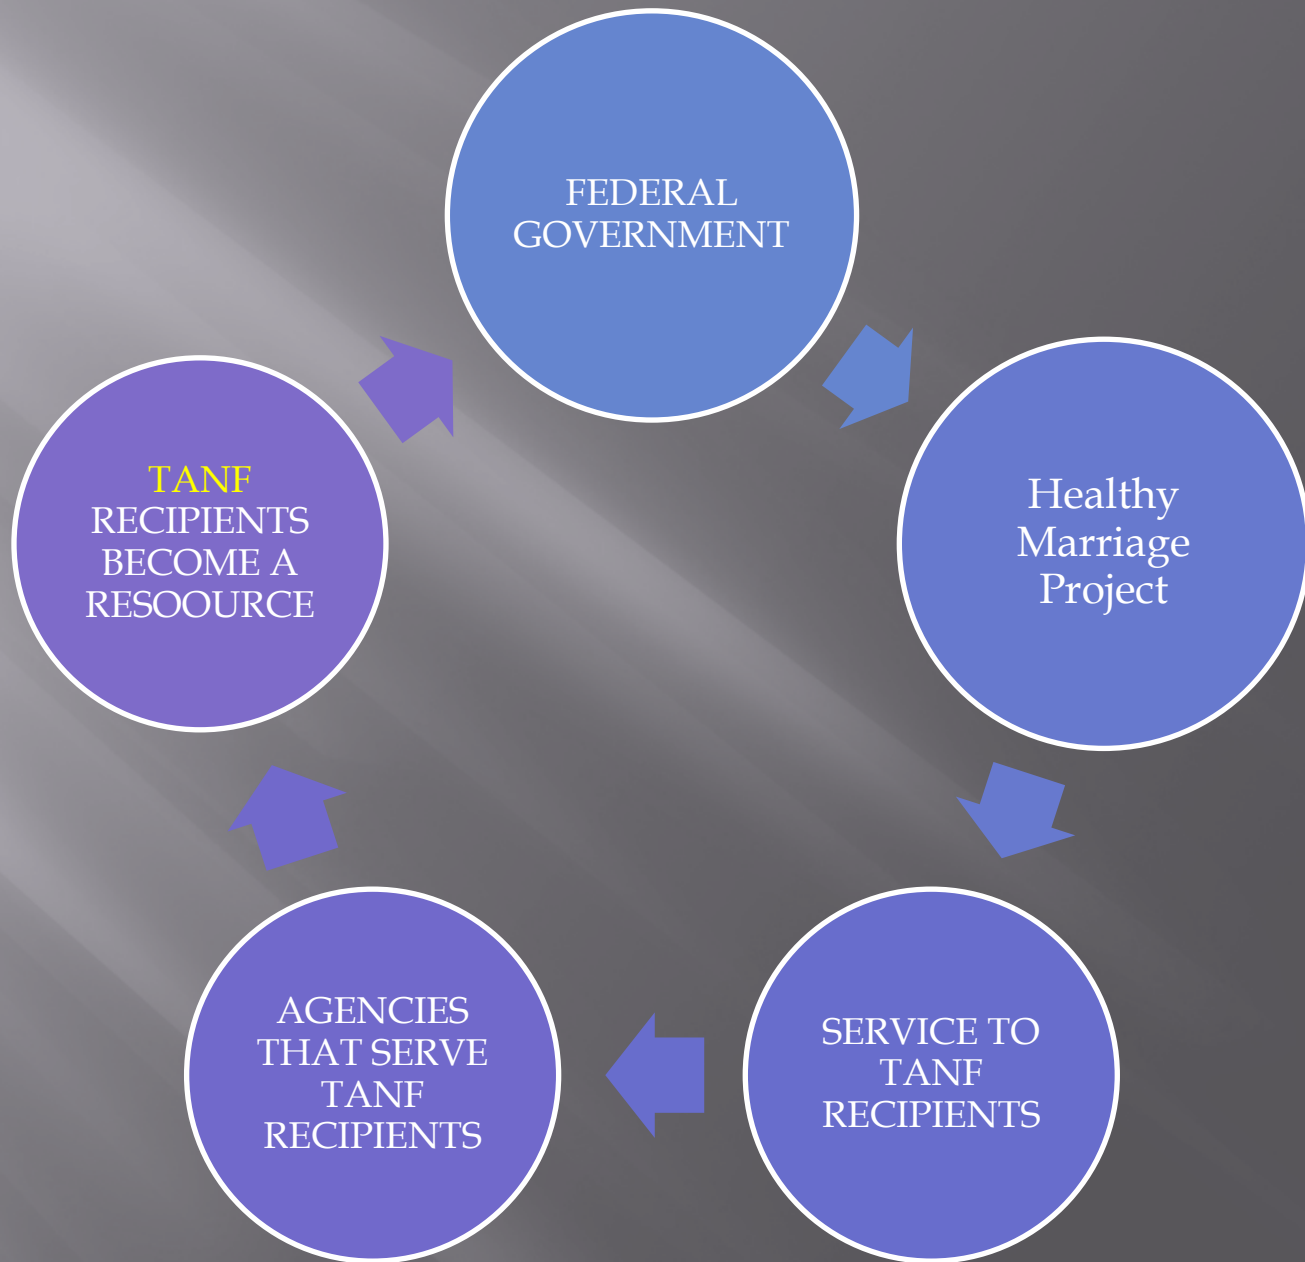 FEDERAL
GOVERNMENT
Healthy
Marriage
Project
SERVICE TO
TANF
RECIPIENTS
AGENCIES
THAT SERVE
TANF
RECIPIENTS
TANF
RECIPIENTS
BECOME A
RESOOURCE